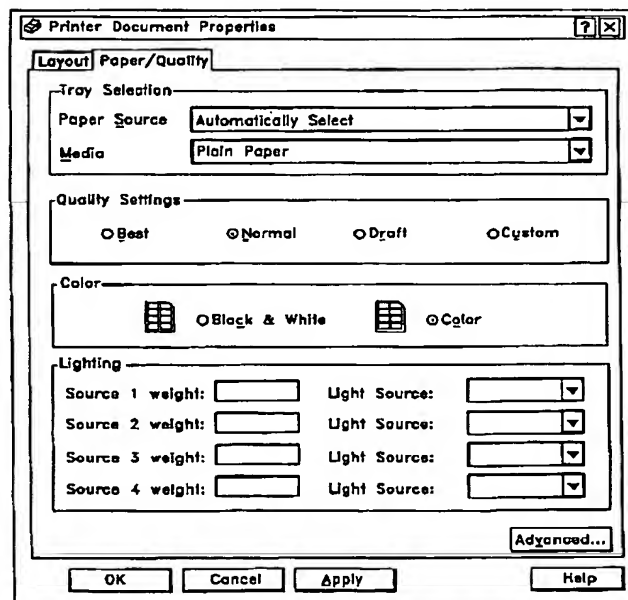 Printer Document Properties ? X
Layout Paper/Quality
Tray Selection
Paper Source Automatically Select
Media Plain Paper
Quality Settings
Best Normal Draft Custom
Color
Black & White Color
Lighting
Source 1 weight: Light Source:
Source 2 weight: Light Source:
Source 3 weight: Light Source:
Source 4 weight: Light Source:
Advanced...
OK Cancel Apply Help